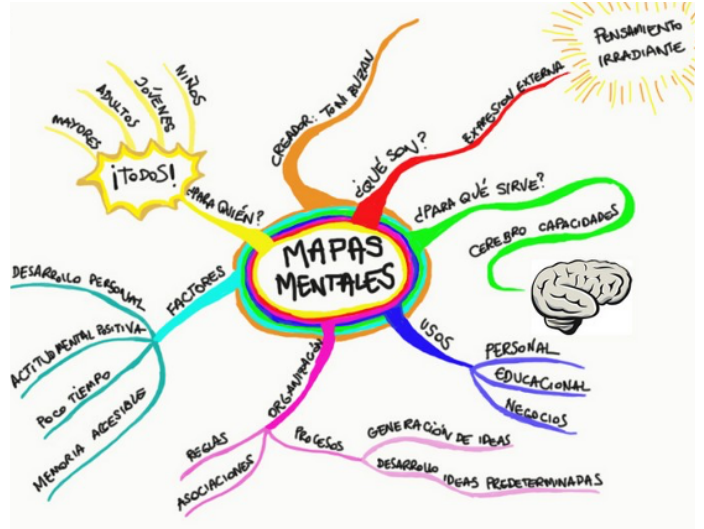 MAPAS
MENTALES
CREADOR: TONI BUZAN
¿QUÉ SON?
EXPRESION EXTERNA
PENSAMIENTO
IRRADIANTE
¿PARA QUÉ SIRVE?
CEREBRO CAPACIDADES
USOS
PERSONAL
EDUCACIONAL
NEGOCIOS
ORGANIZACIÓN
PROCESOS
GENERACIÓN DE IDEAS
DESARROLLO IDEAS PREDETERMINADAS
REGLAS
ASOCIACIONES
FACTORES
DESARROLLO PERSONAL
ACTITUD MENTAL POSITIVA
POCO TIEMPO
MEMORIA ACCESIBLE
¿PARA QUIÉN?
¡TODOS!
MAYORES
ADULTOS
JÓVENES
NIÑOS